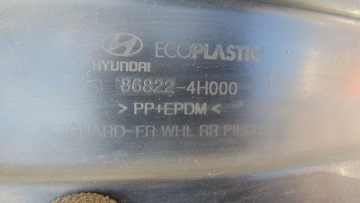 ECOPLASTIC
HYUNDAI
86822-4H000
>PP+EPDM<
GUARD-FR WHL RR PIECE